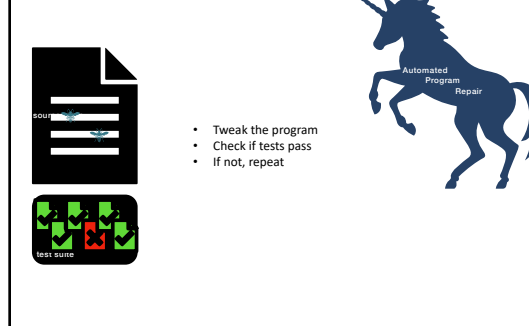 Automated
Program
Repair
sour
• Tweak the program
• Check if tests pass
• If not, repeat
test suite